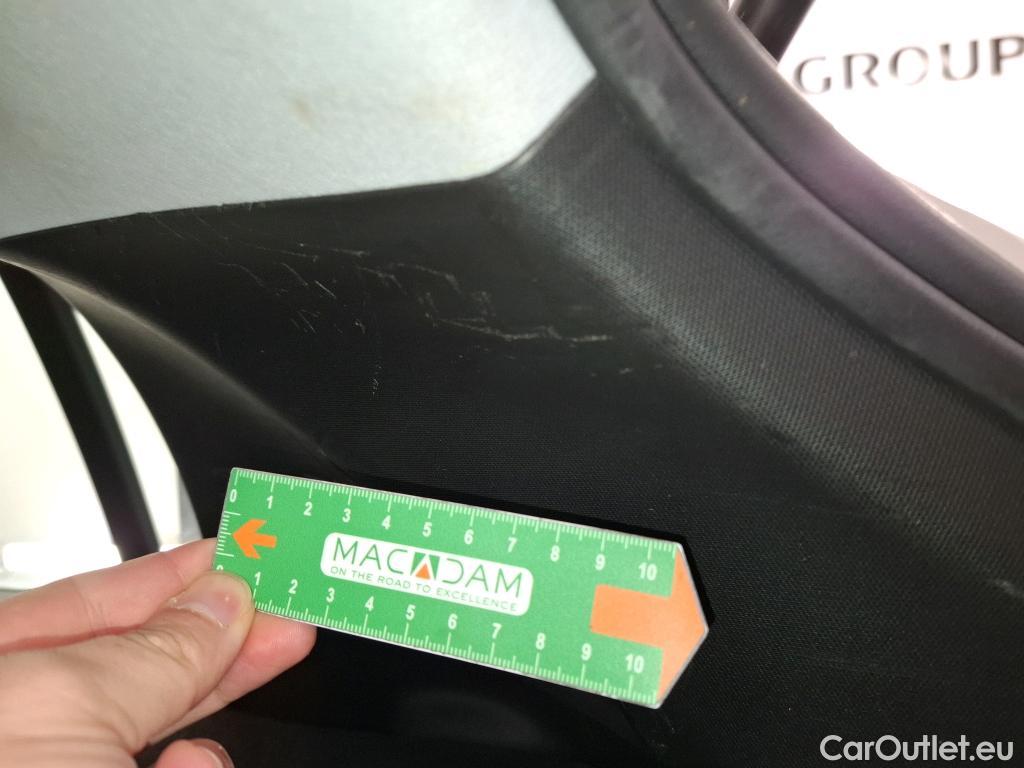 GROUP
0 1 2 3 4 5 6 7 8 9 10
MACADAM
ON THE ROAD TO EXCELLENCE
0 1 2 3 4 5 6 7 8 9 10
CarOutlet.eu